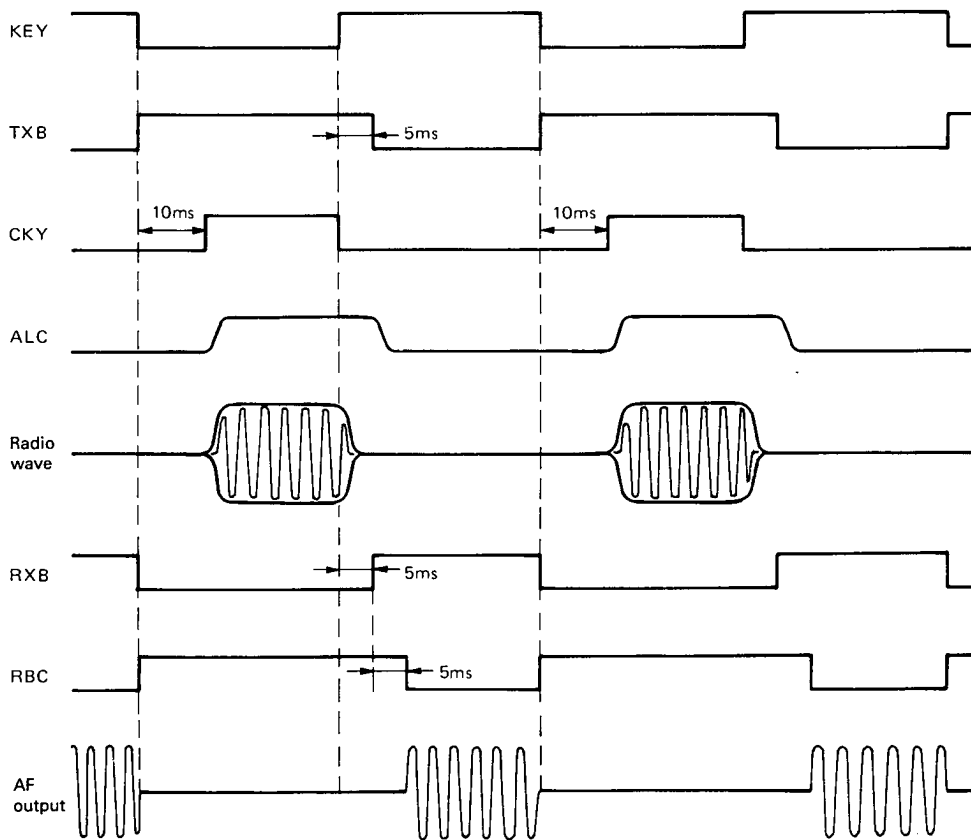 KEY
TXB
5ms
10ms
10ms
CKY
ALC
Radio
wave
RXB
5ms
RBC
5ms
AF
output